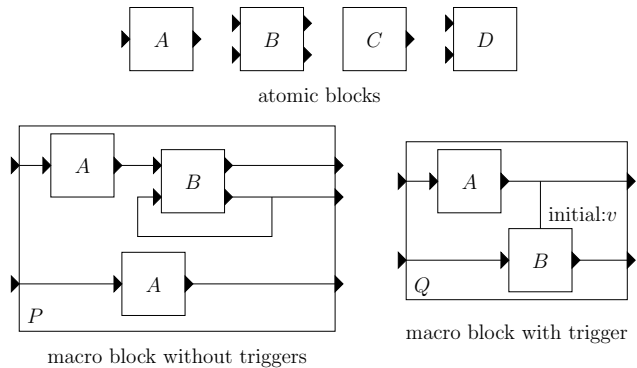 A B C D
atomic blocks
A
B
A
P
macro block without triggers
A
initial:v
B
Q
macro block with trigger